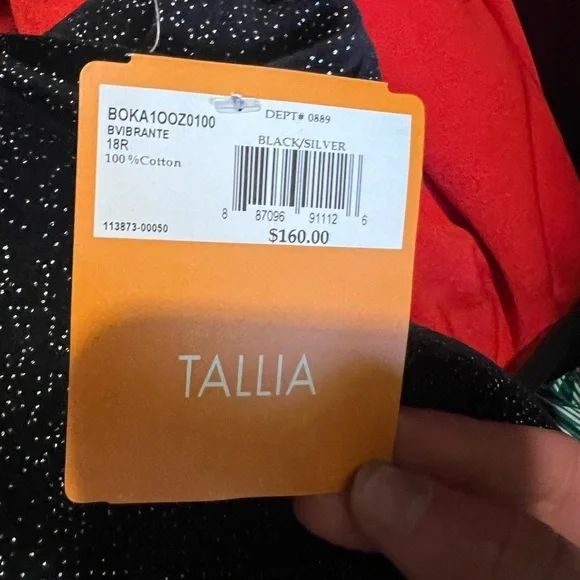 BOKA1OOZ0100
DEPT# 0889
BVIBRANTE
18R
BLACK/SILVER
100%Cotton
8 87096 91112 6
113873-00050
$160.00
TALLIA